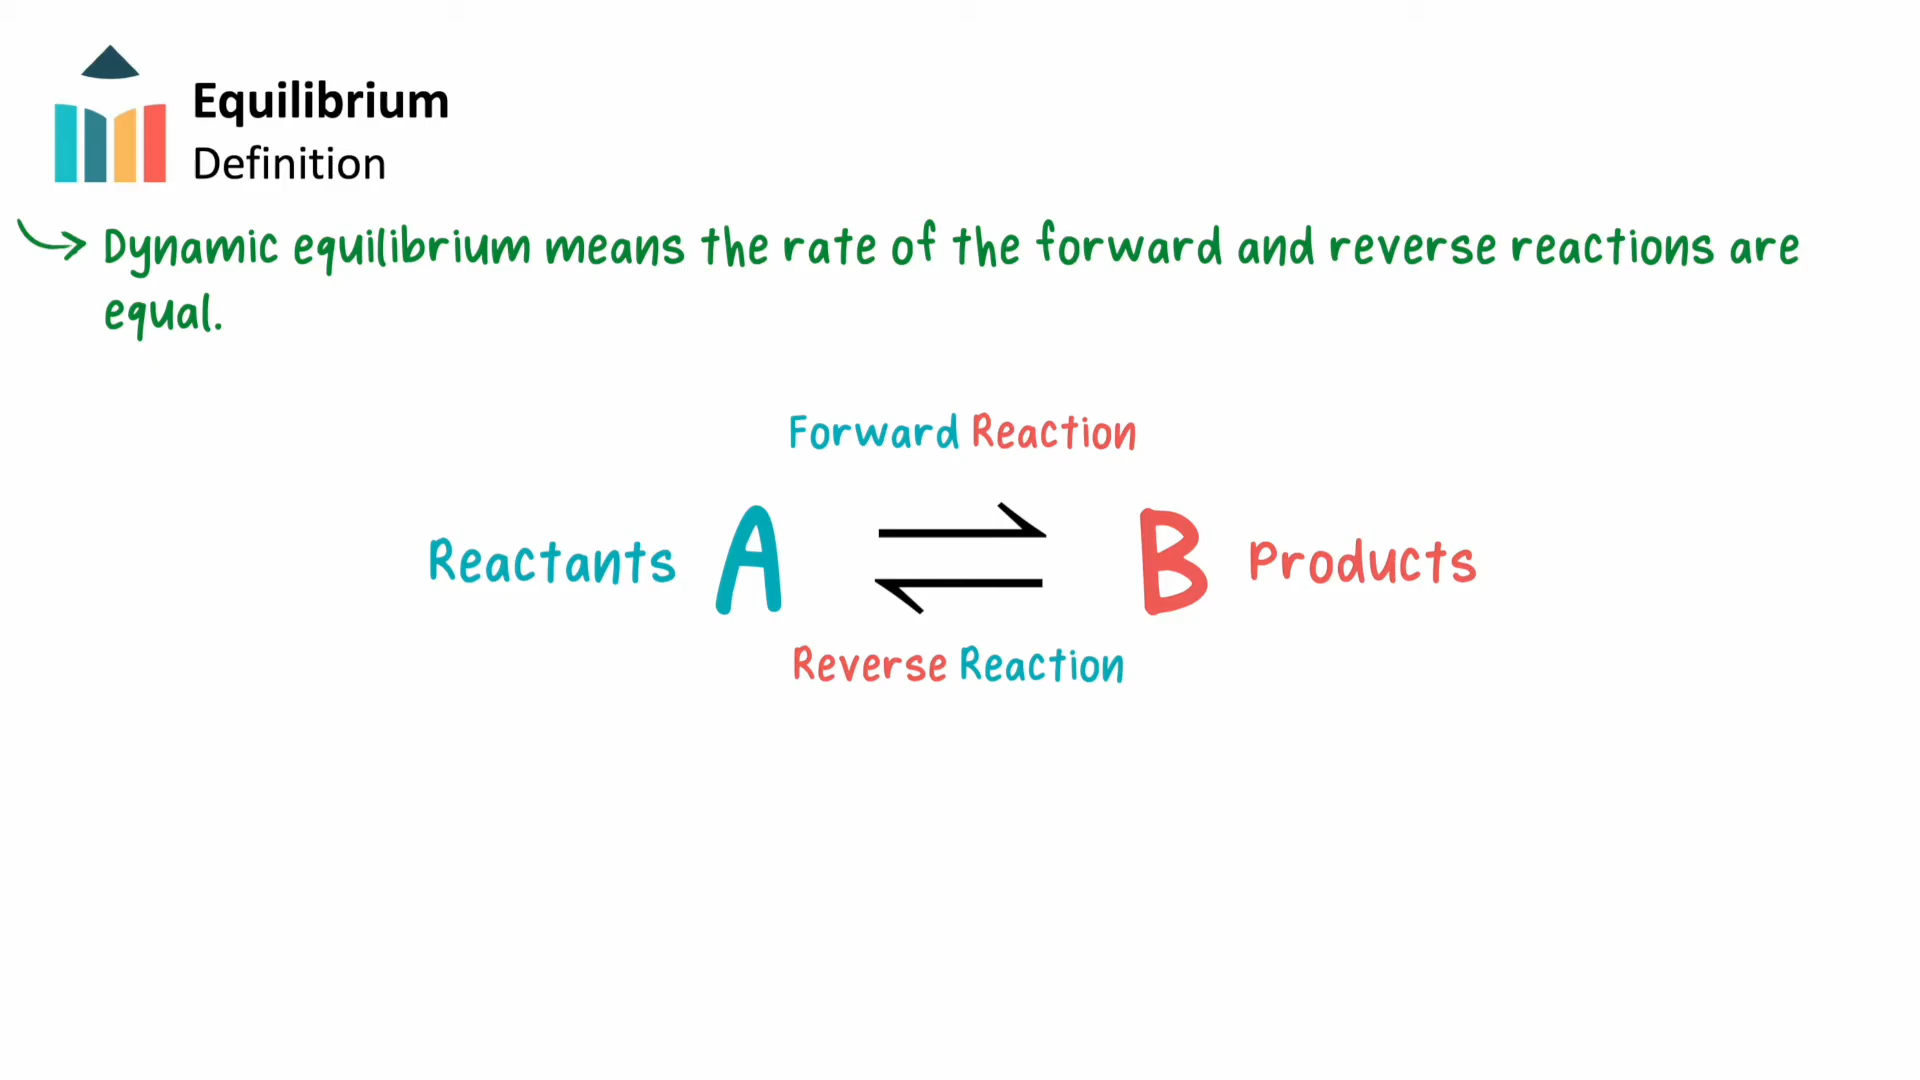 Equilibrium
Definition
Dynamic equilibrium means the rate of the forward and reverse reactions are
equal.
Forward Reaction
Reactants A ⇌ B Products
Reverse Reaction